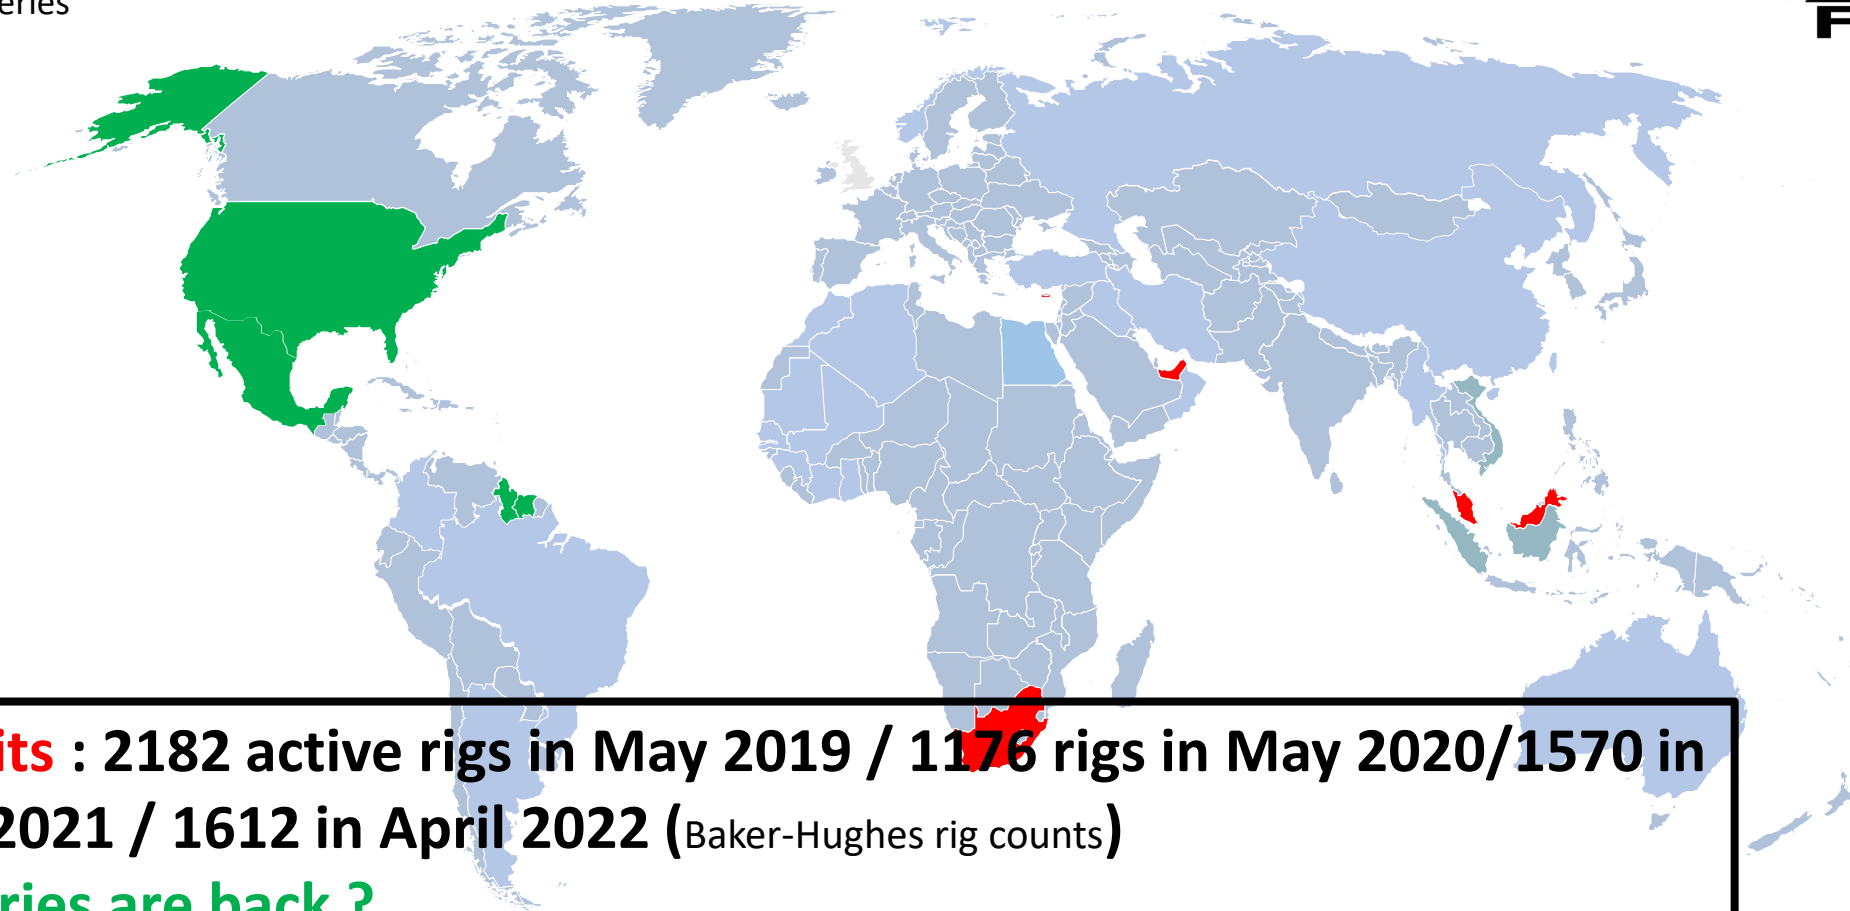 eries
F
its : 2182 active rigs in May 2019 / 1176 rigs in May 2020/1570 in
2021 / 1612 in April 2022 (Baker-Hughes rig counts)
ries are back ?